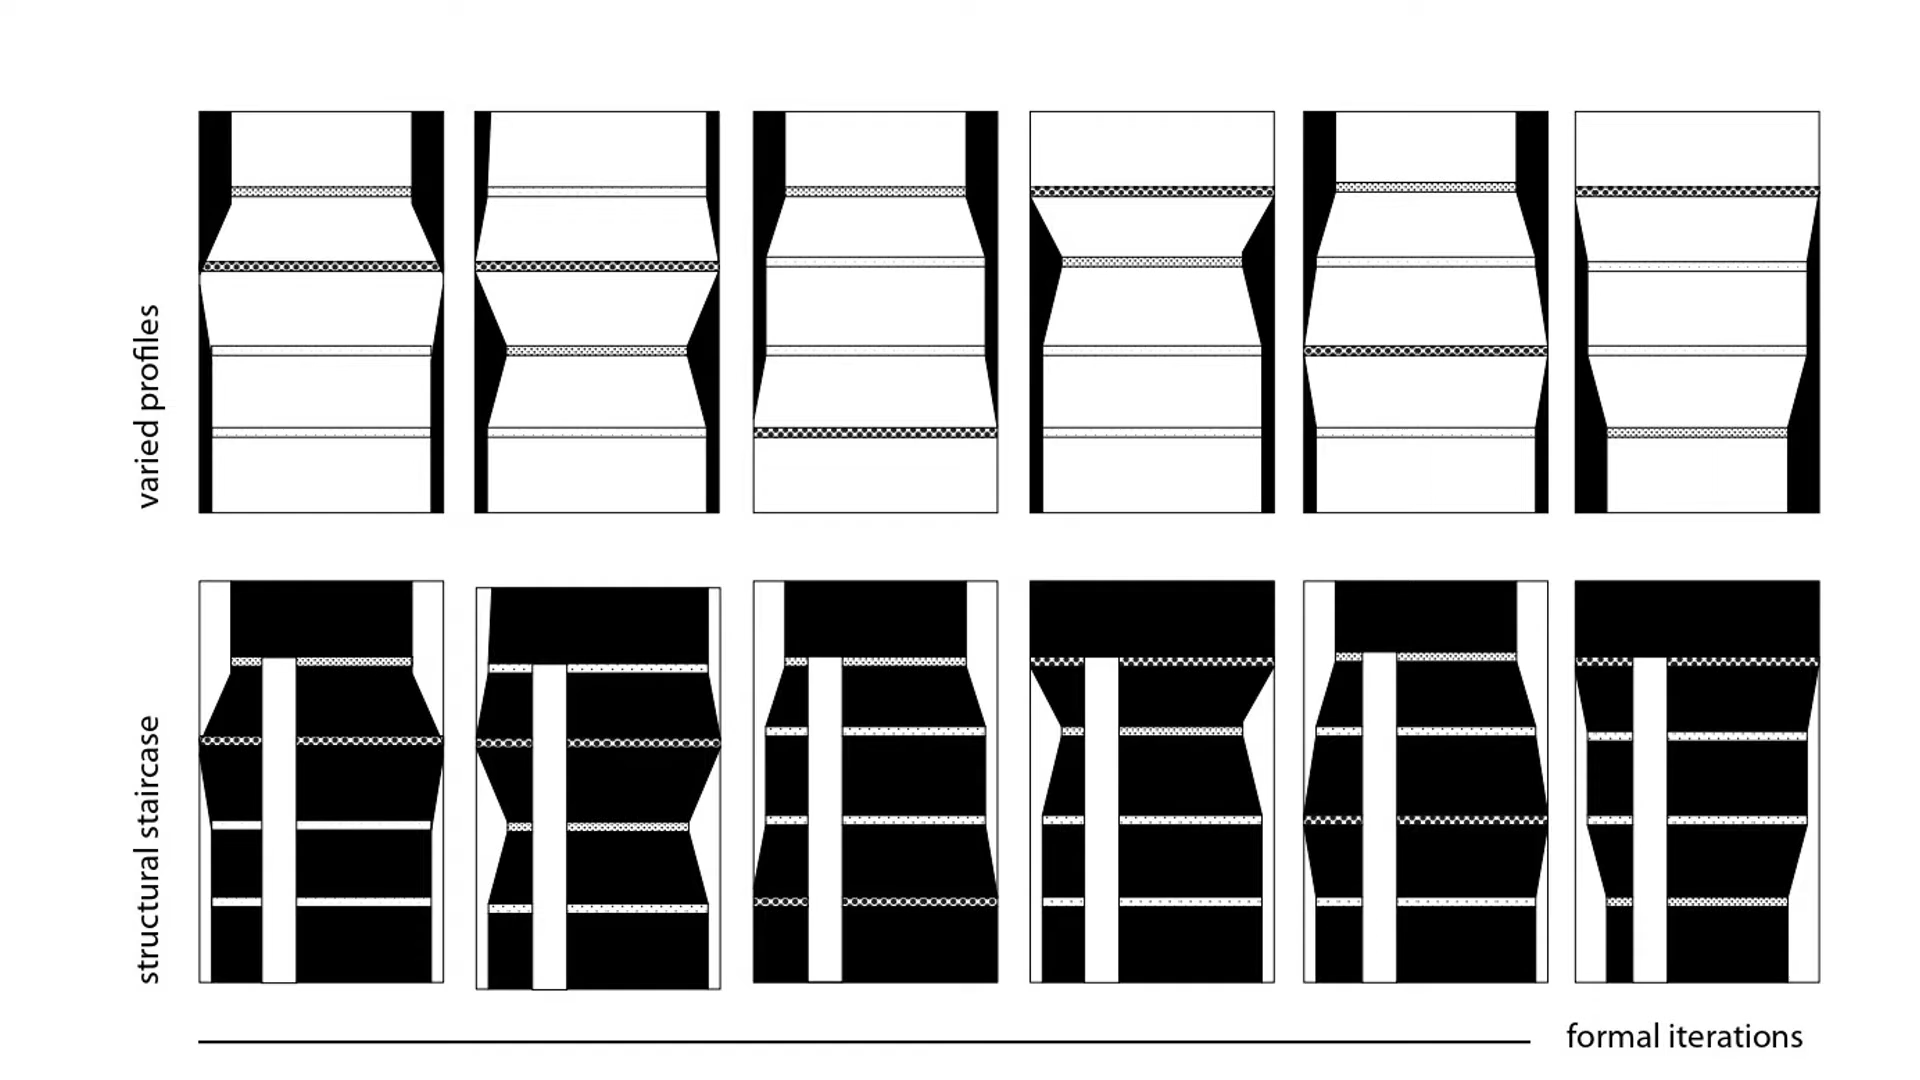 varied profiles
structural staircase
formal iterations